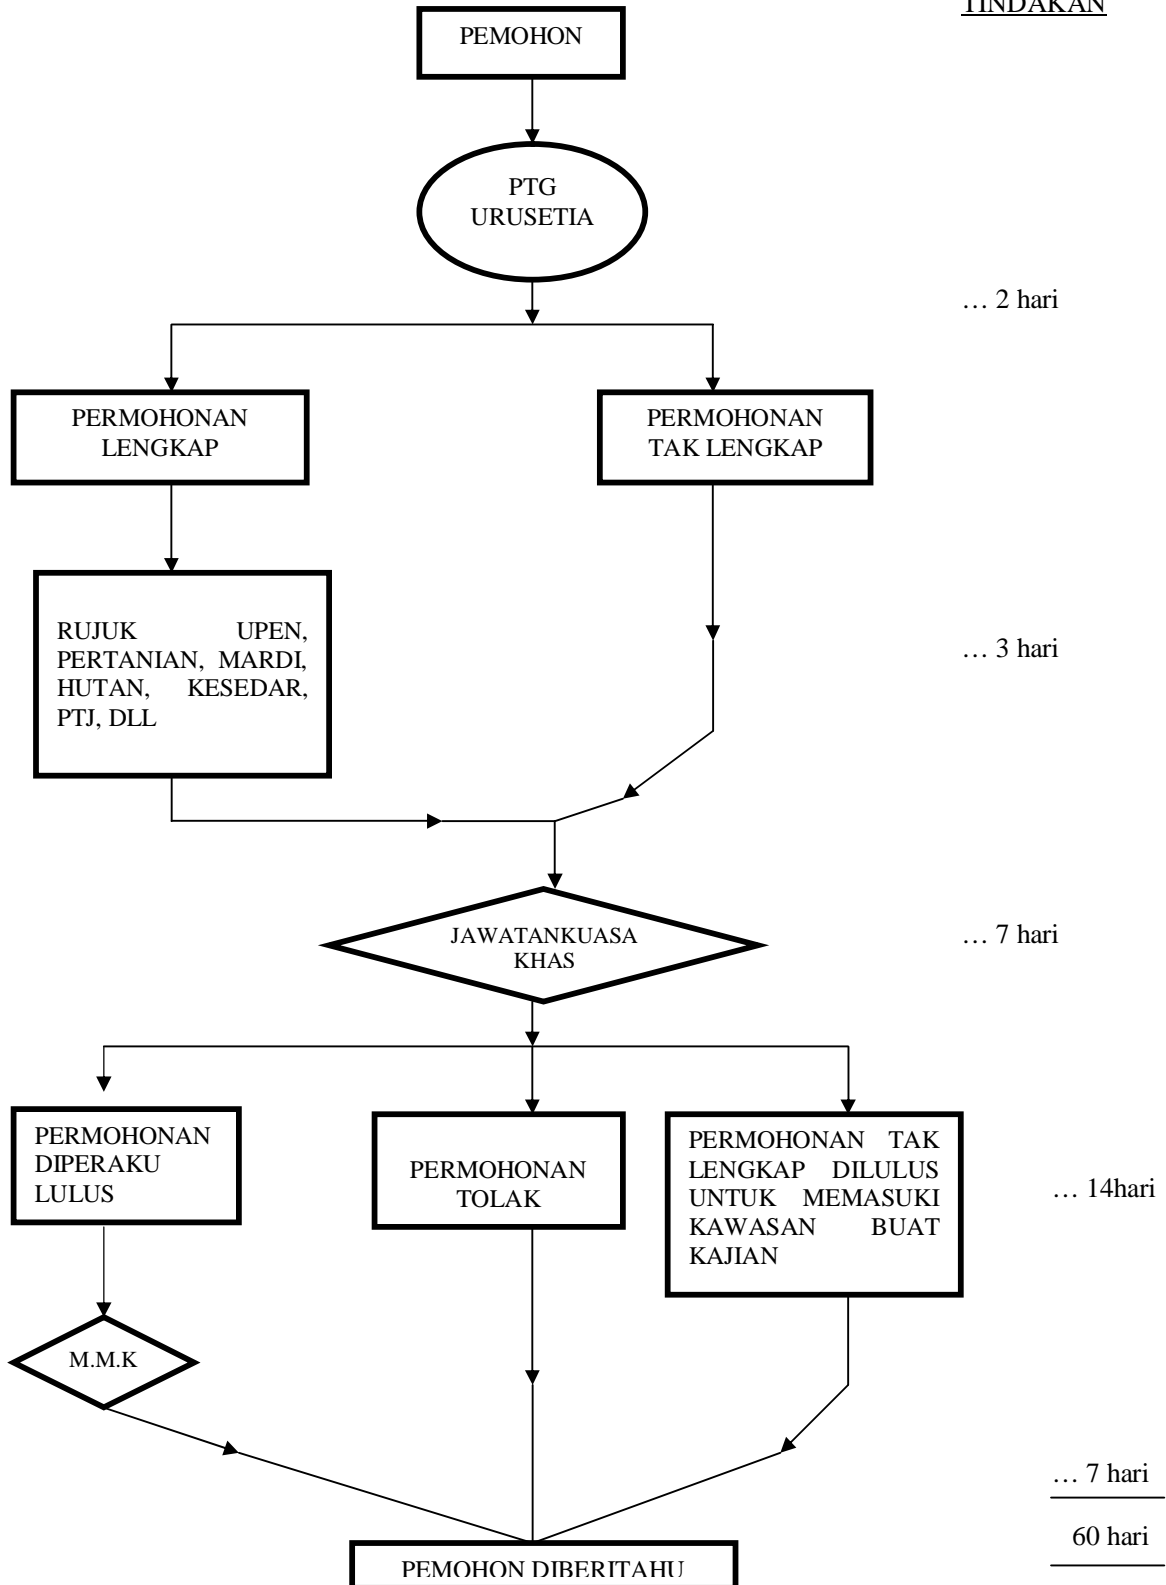 TINDAKAN
PEMOHON
PTG
URUSETIA
… 2 hari
PERMOHONAN
LENGKAP
PERMOHONAN
TAK LENGKAP
RUJUK UPEN,
PERTANIAN, MARDI,
HUTAN, KESEDAR,
PTJ, DLL
… 3 hari
JAWATANKUASA
KHAS
… 7 hari
PERMOHONAN
DIPERAKU
LULUS
PERMOHONAN
TOLAK
PERMOHONAN TAK
LENGKAP DILULUS
UNTUK MEMASUKI
KAWASAN BUAT
KAJIAN
… 14hari
M.M.K
… 7 hari
60 hari
PEMOHON DIBERITAHU